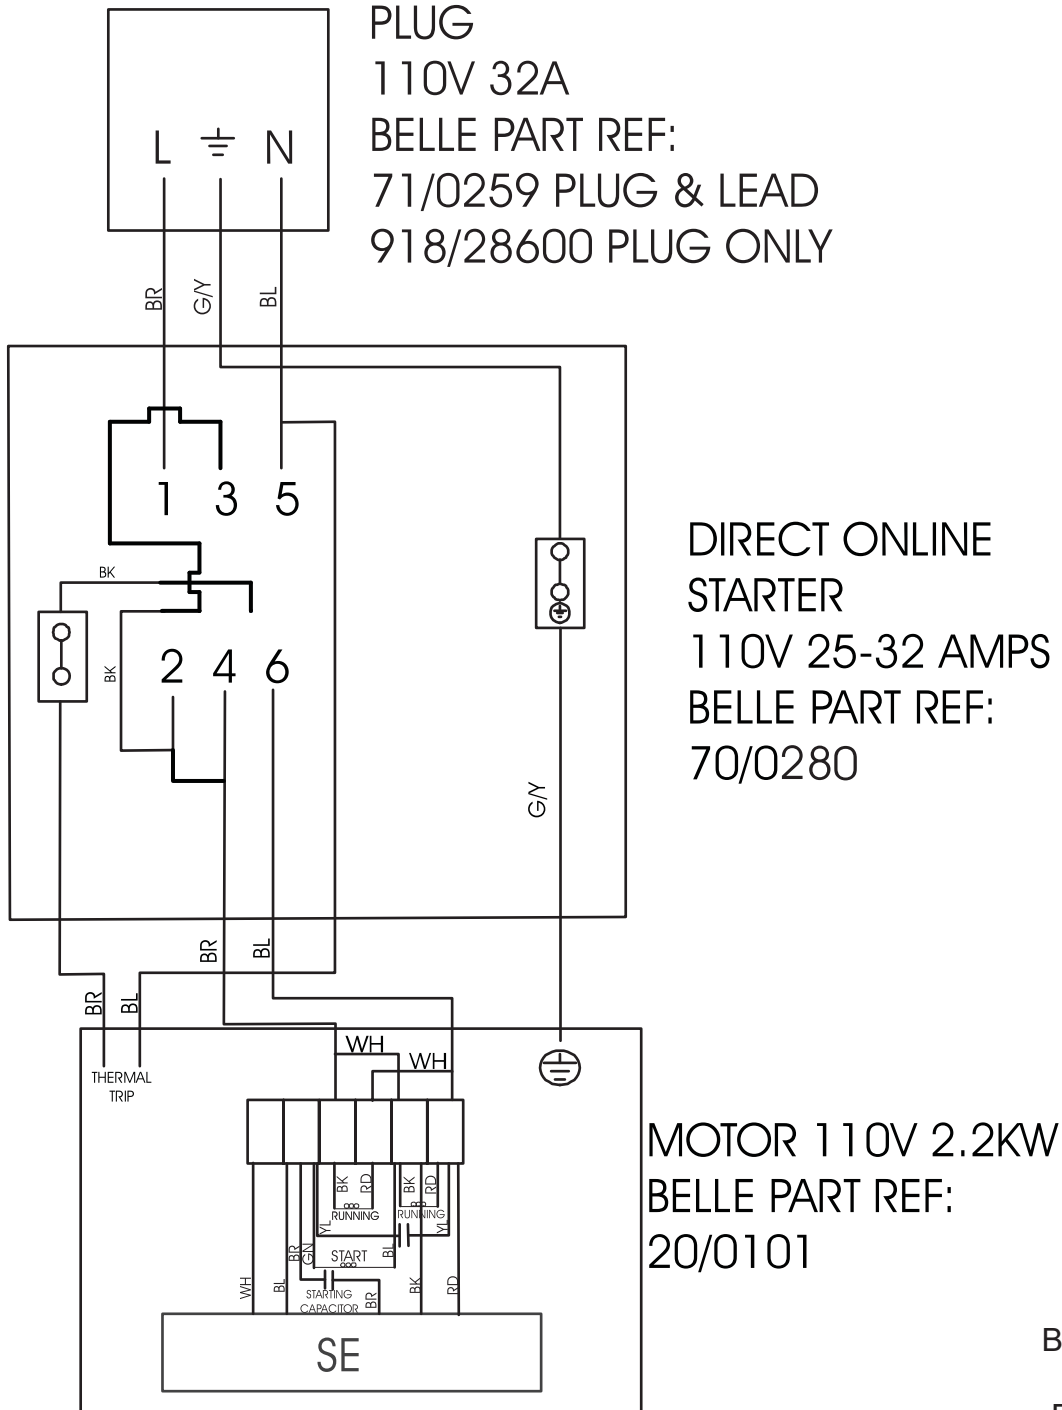 PLUG
110V 32A
BELLE PART REF:
71/0259 PLUG & LEAD
918/28600 PLUG ONLY
L N
BR G/Y BL
1 3 5
BK
BK
2 4 6
G/Y
DIRECT ONLINE
STARTER
110V 25-32 AMPS
BELLE PART REF:
70/0280
BR BL
BR BL
THERMAL
TRIP
WH
WH
MOTOR 110V 2.2KW
BELLE PART REF:
20/0101
BK RD BK RD
RUNNING RUNNING
YL YL
BR GN START BL
WH BL STARTING
CAPACITOR BR BK RD
SE
B